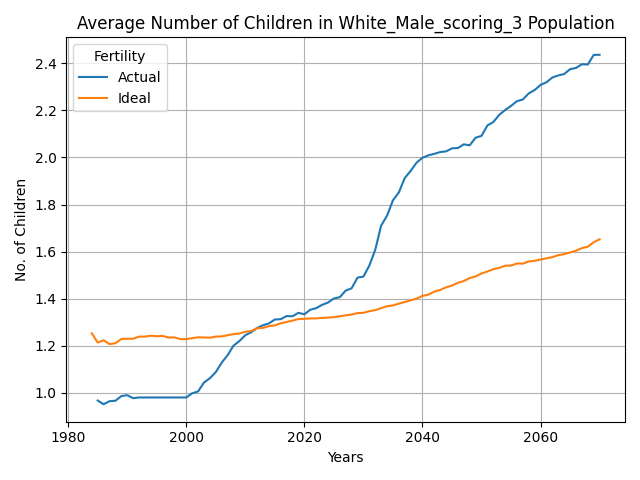 Average Number of Children in White_Male_scoring_3 Population
Fertility
Actual
Ideal
No. of Children
2.4
2.2
2.0
1.8
1.6
1.4
1.2
1.0
1980 2000 2020 2040 2060
Years